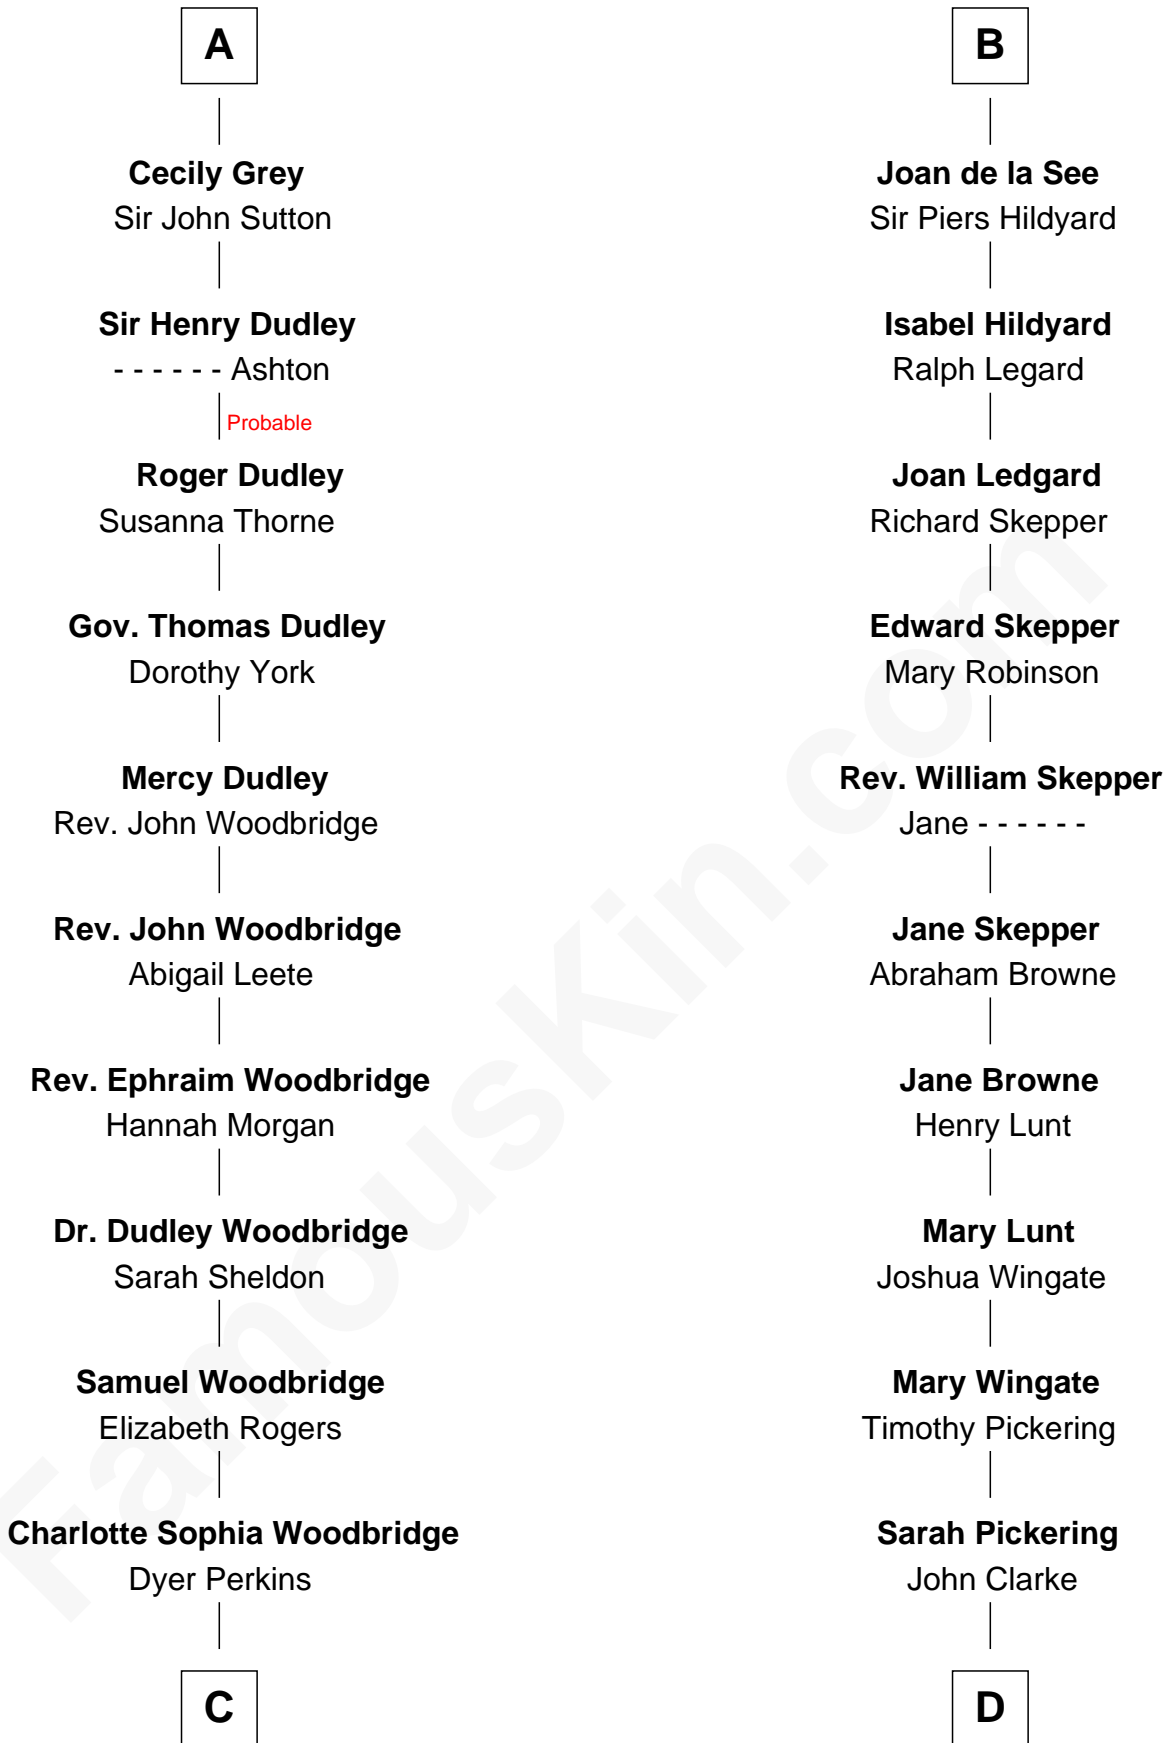 A
Cecily Grey
Sir John Sutton
Sir Henry Dudley
- - - - - - Ashton
Probable
Roger Dudley
Susanna Thorne
Gov. Thomas Dudley
Dorothy York
Mercy Dudley
Rev. John Woodbridge
Rev. John Woodbridge
Abigail Leete
Rev. Ephraim Woodbridge
Hannah Morgan
Dr. Dudley Woodbridge
Sarah Sheldon
Samuel Woodbridge
Elizabeth Rogers
Charlotte Sophia Woodbridge
Dyer Perkins
C
B
Joan de la See
Sir Piers Hildyard
Isabel Hildyard
Ralph Legard
Joan Ledgard
Richard Skepper
Edward Skepper
Mary Robinson
Rev. William Skepper
Jane - - - - - -
Jane Skepper
Abraham Browne
Jane Browne
Henry Lunt
Mary Lunt
Joshua Wingate
Mary Wingate
Timothy Pickering
Sarah Pickering
John Clarke
D
FamousKin.com